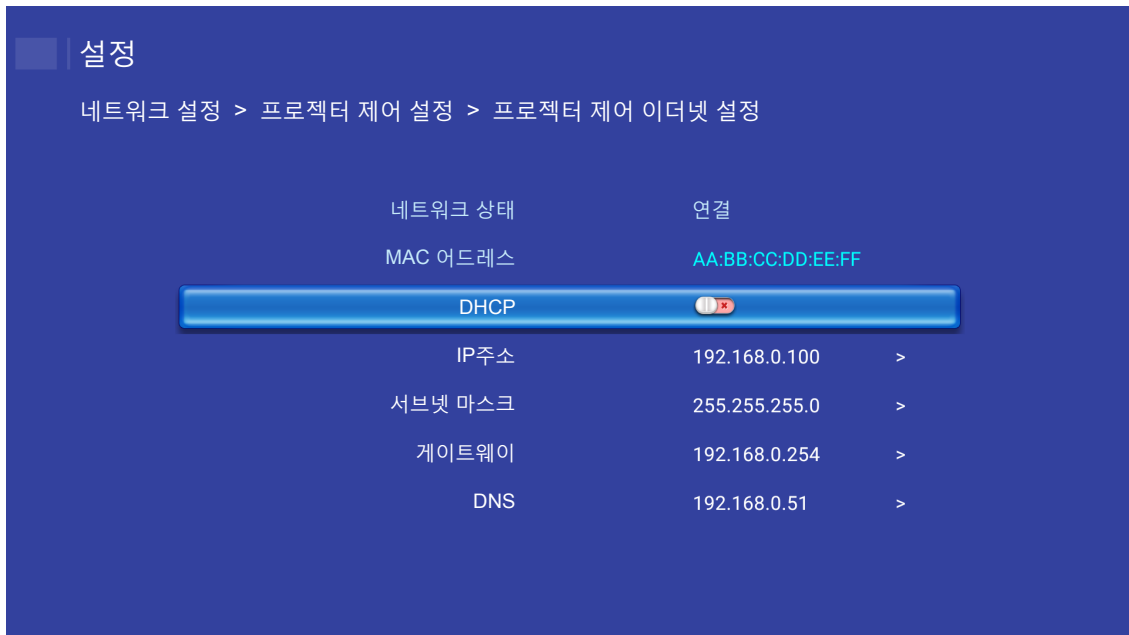 설정
네트워크 설정 > 프로젝터 제어 설정 > 프로젝터 제어 이더넷 설정
네트워크 상태 연결
MAC 어드레스 AA:BB:CC:DD:EE:FF
DHCP
IP주소 192.168.0.100 >
서브넷 마스크 255.255.255.0 >
게이트웨이 192.168.0.254 >
DNS 192.168.0.51 >